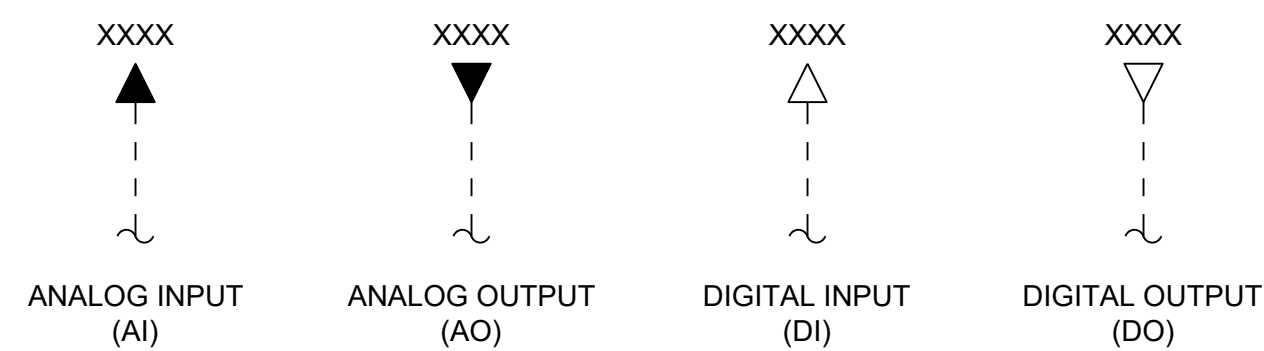 XXXX XXXX XXXX XXXX
ANALOG INPUT ANALOG OUTPUT DIGITAL INPUT DIGITAL OUTPUT
(AI) (AO) (DI) (DO)